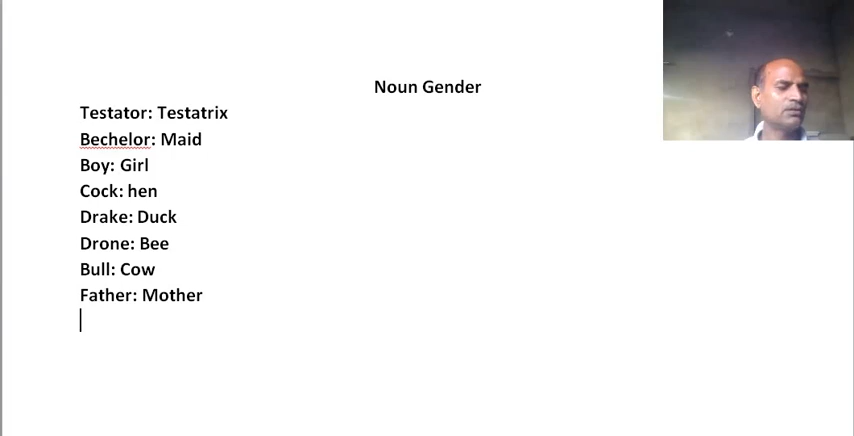 Noun Gender
Testator: Testatrix
Bechelor: Maid
Boy: Girl
Cock: hen
Drake: Duck
Drone: Bee
Bull: Cow
Father: Mother